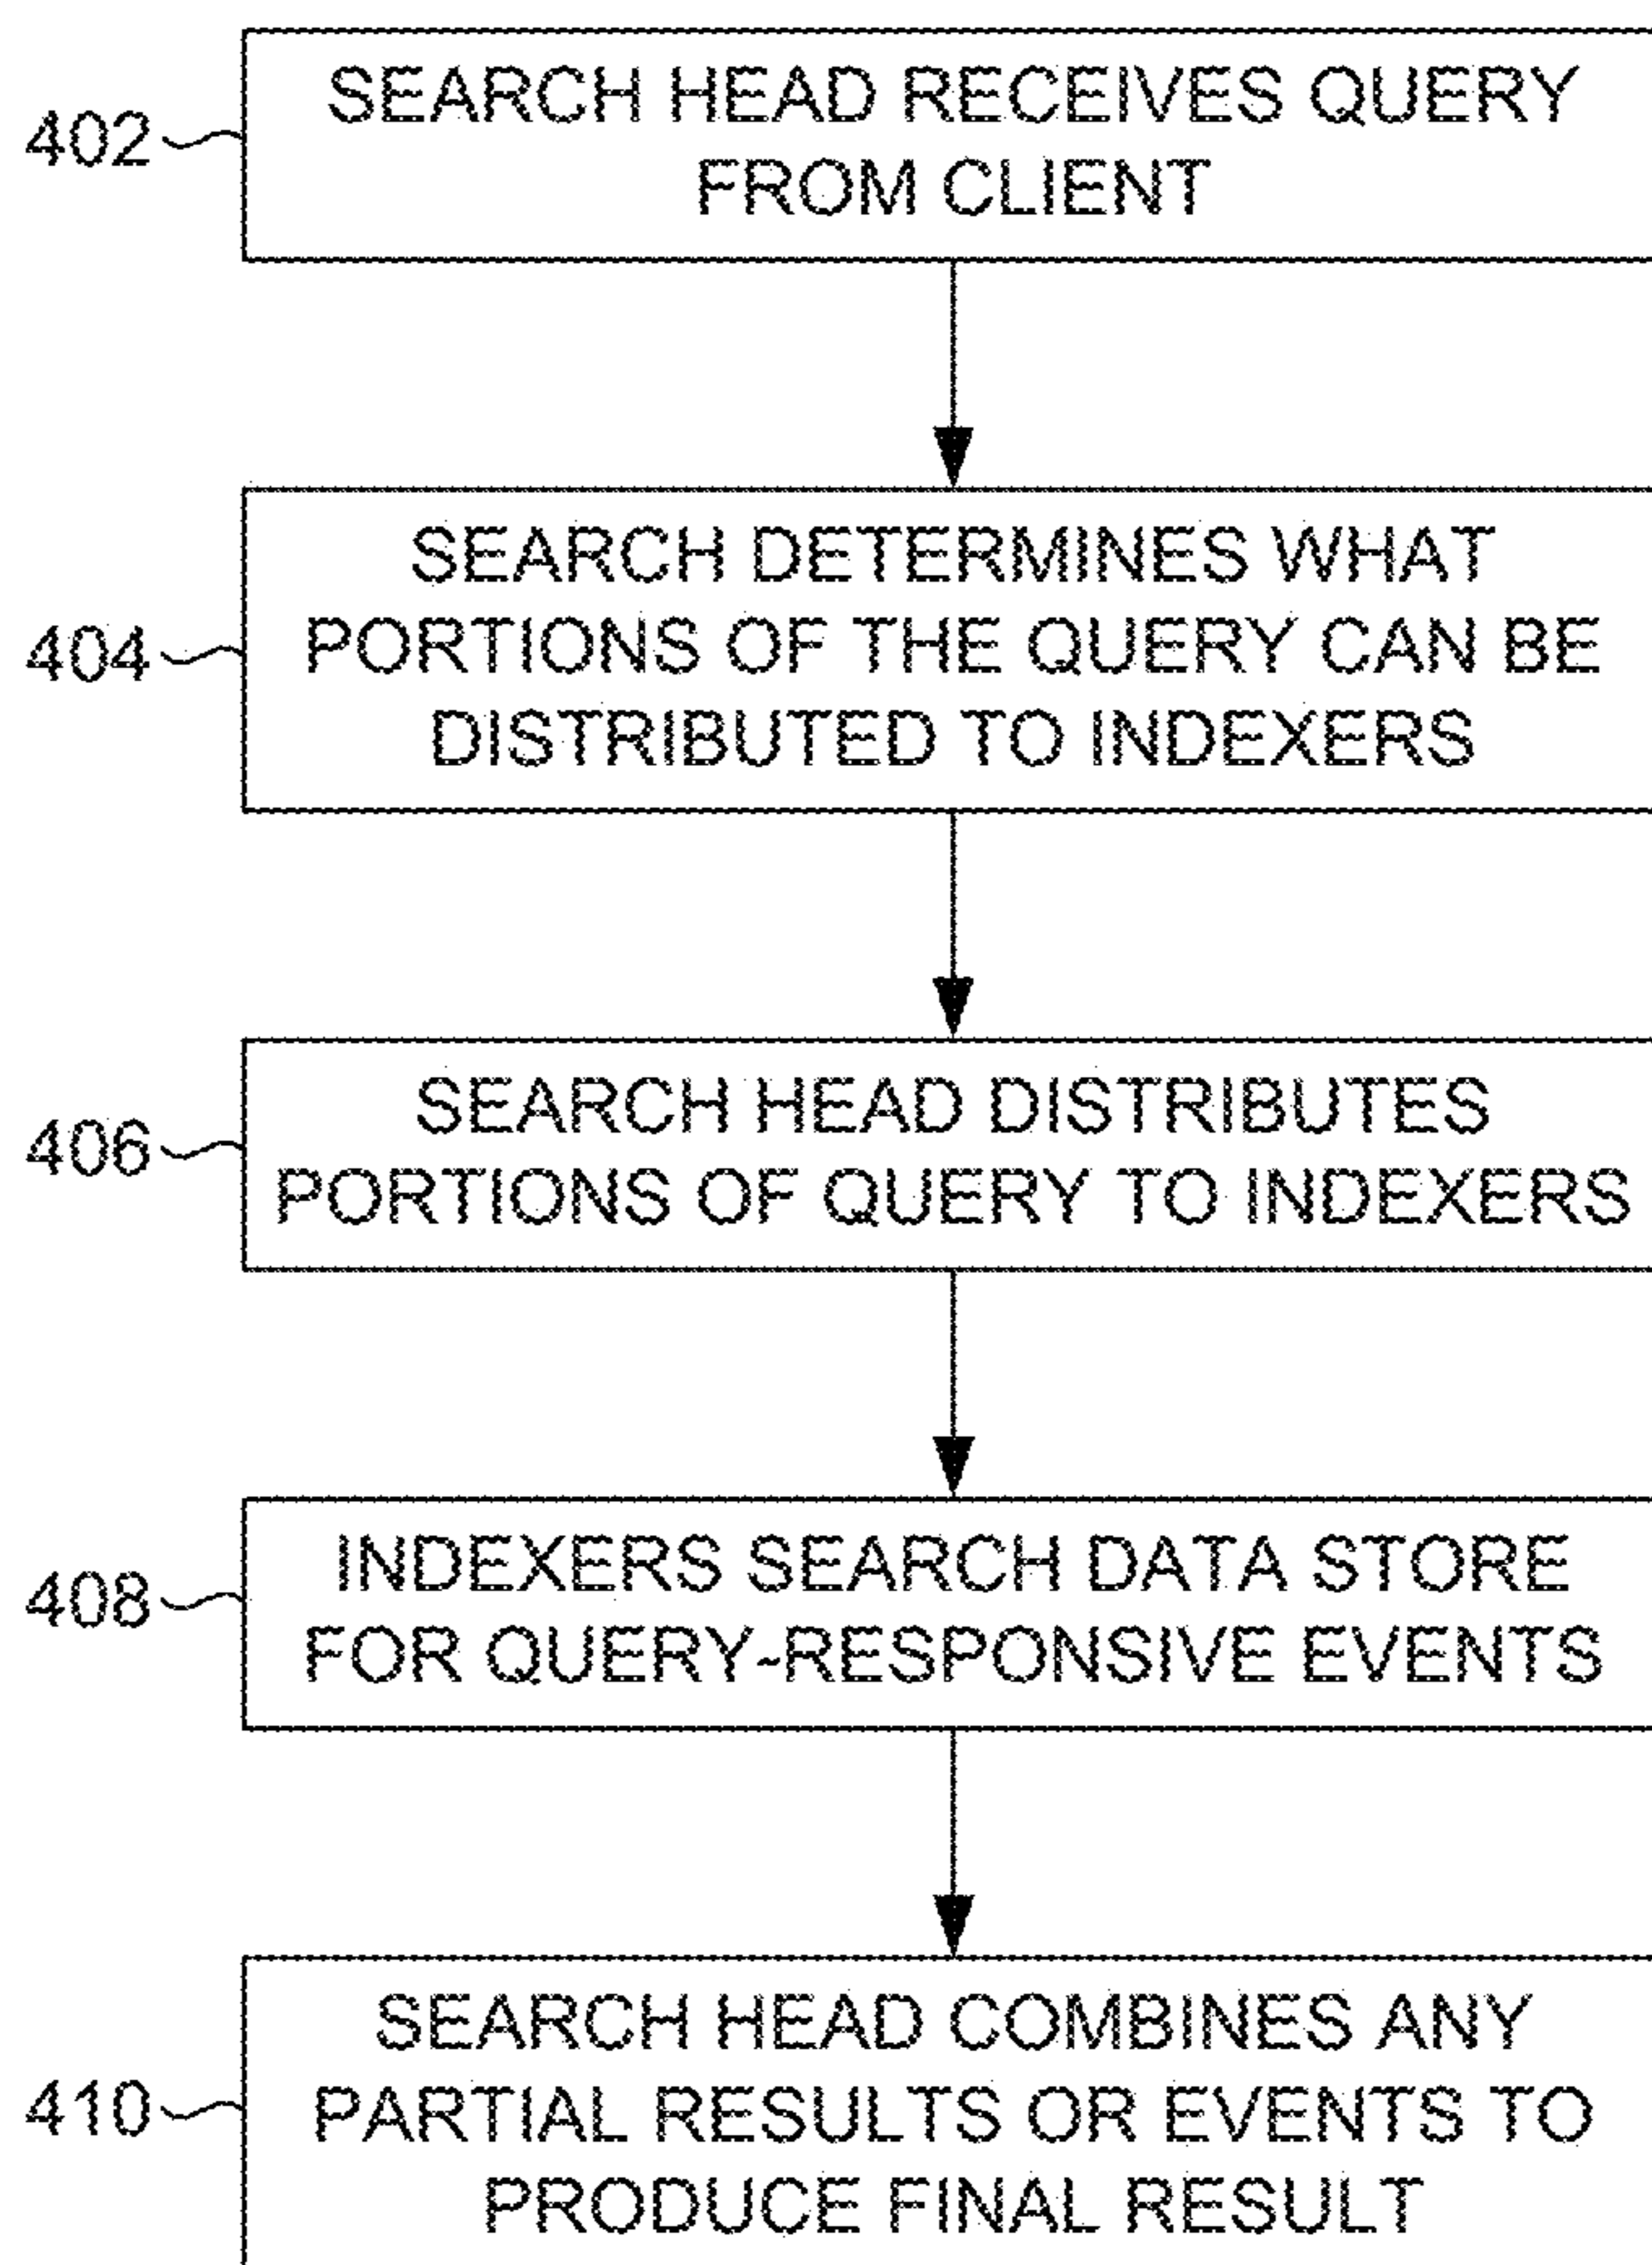 SEARCH HEAD RECEIVES QUERY
FROM CLIENT
402
SEARCH DETERMINES WHAT
PORTIONS OF THE QUERY CAN BE
DISTRIBUTED TO INDEXERS
404
SEARCH HEAD DISTRIBUTES
PORTIONS OF QUERY TO INDEXERS
406
INDEXERS SEARCH DATA STORE
FOR QUERY-RESPONSIVE EVENTS
408
SEARCH HEAD COMBINES ANY
PARTIAL RESULTS OR EVENTS TO
PRODUCE FINAL RESULT
410